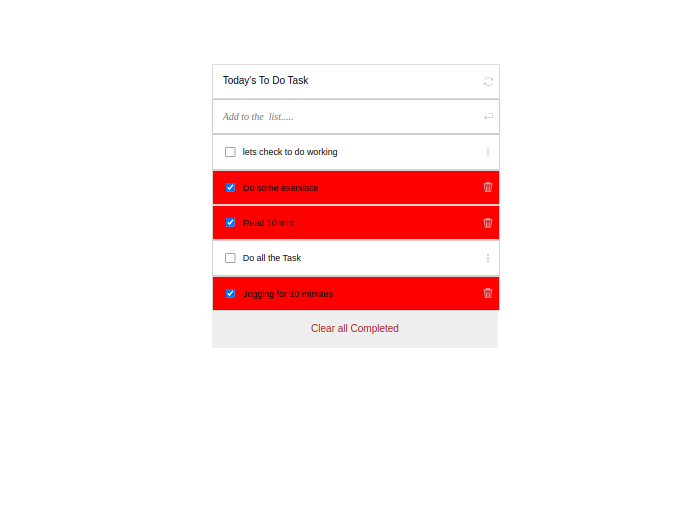 Today's To Do Task
Add to the list.....
lets check to do working
Do some exersisce
Read 10 min
Do all the Task
Jogging for 10 minutes
Clear all Completed